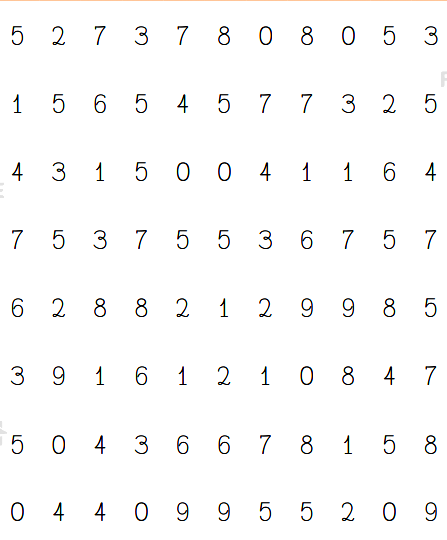 5 2 7 3 7 8 0 8 0 5 3
1 5 6 5 4 5 7 7 3 2 5
4 3 1 5 0 0 4 1 1 6 4
7 5 3 7 5 5 3 6 7 5 7
6 2 8 8 2 1 2 9 9 8 5
3 9 1 6 1 2 1 0 8 4 7
5 0 4 3 6 6 7 8 1 5 8
0 4 4 0 9 9 5 5 2 0 9